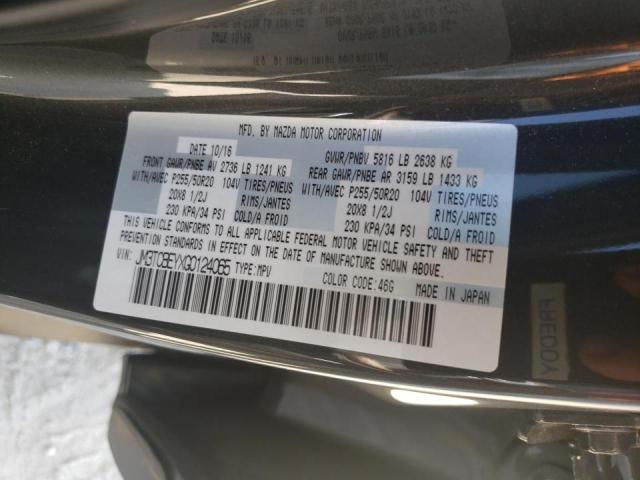 MFD. BY MAZDA MOTOR CORPORATION
DATE 10/16
GVWR/PNBV 5816 LB 2638 KG
FRONT GAWR/PNBE AV 2736 LB 1241 KG
REAR GAWR/PNBE AR 3159 LB 1433 KG
WITH/AVEC P255/50R20 104V TIRES/PNEUS
WITH/AVEC P255/50R20 104V TIRES/PNEUS
20X8 1/2J RIMS/JANTES
20X8 1/2J RIMS/JANTES
230 KPA/34 PSI COLD/A FROID
230 KPA/34 PSI COLD/A FROID
THIS VEHICLE CONFORMS TO ALL APPLICABLE FEDERAL MOTOR VEHICLE SAFETY AND THEFT
PREVENTION STANDARDS IN EFFECT ON THE DATE OF MANUFACTURE SHOWN ABOVE.
VIN: JM3TCBEYXG0124065 TYPE:MPV
COLOR CODE:46G MADE IN JAPAN
FREDDY